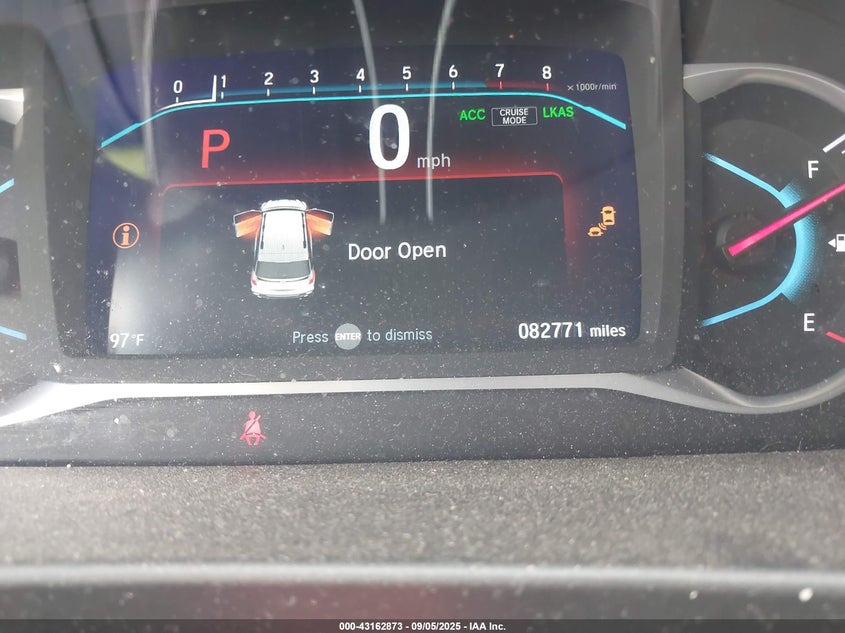 0 1 2 3 4 5 6 7 8 ×1000r/min
P 0 mph ACC CRUISE MODE LKAS
F
i
Door Open
E
97°F Press ENTER to dismiss 082771 miles
000-43162873 - 09/05/2025 - IAA Inc.